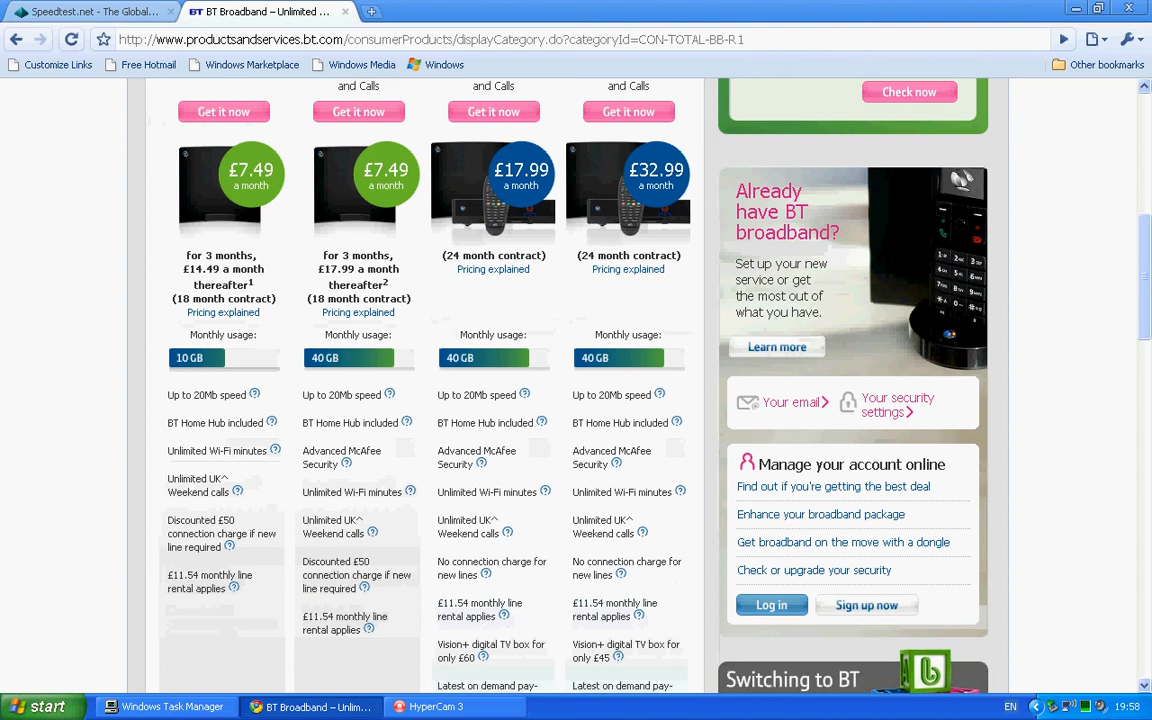 Speedtest.net - The Global...
BT BT Broadband – Unlimited ...
http://www.productsandservices.bt.com/consumerProducts/displayCategory.do?categoryId=CON-TOTAL-BB-R1
Customize Links
Free Hotmail
Windows Marketplace
Windows Media
Windows
Other bookmarks
and Calls
and Calls
and Calls
Get it now
Get it now
Get it now
Get it now
£7.49
a month
£7.49
a month
£17.99
a month
£32.99
a month
for 3 months,
£14.49 a month
thereafter1
(18 month contract)
Pricing explained
for 3 months,
£17.99 a month
thereafter2
(18 month contract)
Pricing explained
(24 month contract)
Pricing explained
(24 month contract)
Pricing explained
Monthly usage:
Monthly usage:
Monthly usage:
Monthly usage:
10 GB
40 GB
40 GB
40 GB
Up to 20Mb speed ?
BT Home Hub included ?
Unlimited Wi-Fi minutes ?
Unlimited UK^
Weekend calls ?
Discounted £50
connection charge if new
line required ?
£11.54 monthly line
rental applies ?
Up to 20Mb speed ?
BT Home Hub included ?
Advanced McAfee
Security ?
Unlimited Wi-Fi minutes ?
Unlimited UK^
Weekend calls ?
Discounted £50
connection charge if new
line required ?
£11.54 monthly line
rental applies ?
Up to 20Mb speed ?
BT Home Hub included ?
Advanced McAfee
Security ?
Unlimited Wi-Fi minutes ?
Unlimited UK^
Weekend calls ?
No connection charge for
new lines ?
£11.54 monthly line
rental applies ?
Vision+ digital TV box for
only £60 ?
Latest on demand pay-
Up to 20Mb speed ?
BT Home Hub included ?
Advanced McAfee
Security ?
Unlimited Wi-Fi minutes ?
Unlimited UK^
Weekend calls ?
No connection charge for
new lines ?
£11.54 monthly line
rental applies ?
Vision+ digital TV box for
only £45 ?
Latest on demand pay-
Check now
Already
have BT
broadband?
Set up your new
service or get
the most out of
what you have.
Learn more
Your email
Your security
settings
Manage your account online
Find out if you're getting the best deal
Enhance your broadband package
Get broadband on the move with a dongle
Check or upgrade your security
Log in
Sign up now
Switching to BT
b
start
Windows Task Manager
BT Broadband – Unlim...
HyperCam 3
EN
19:58